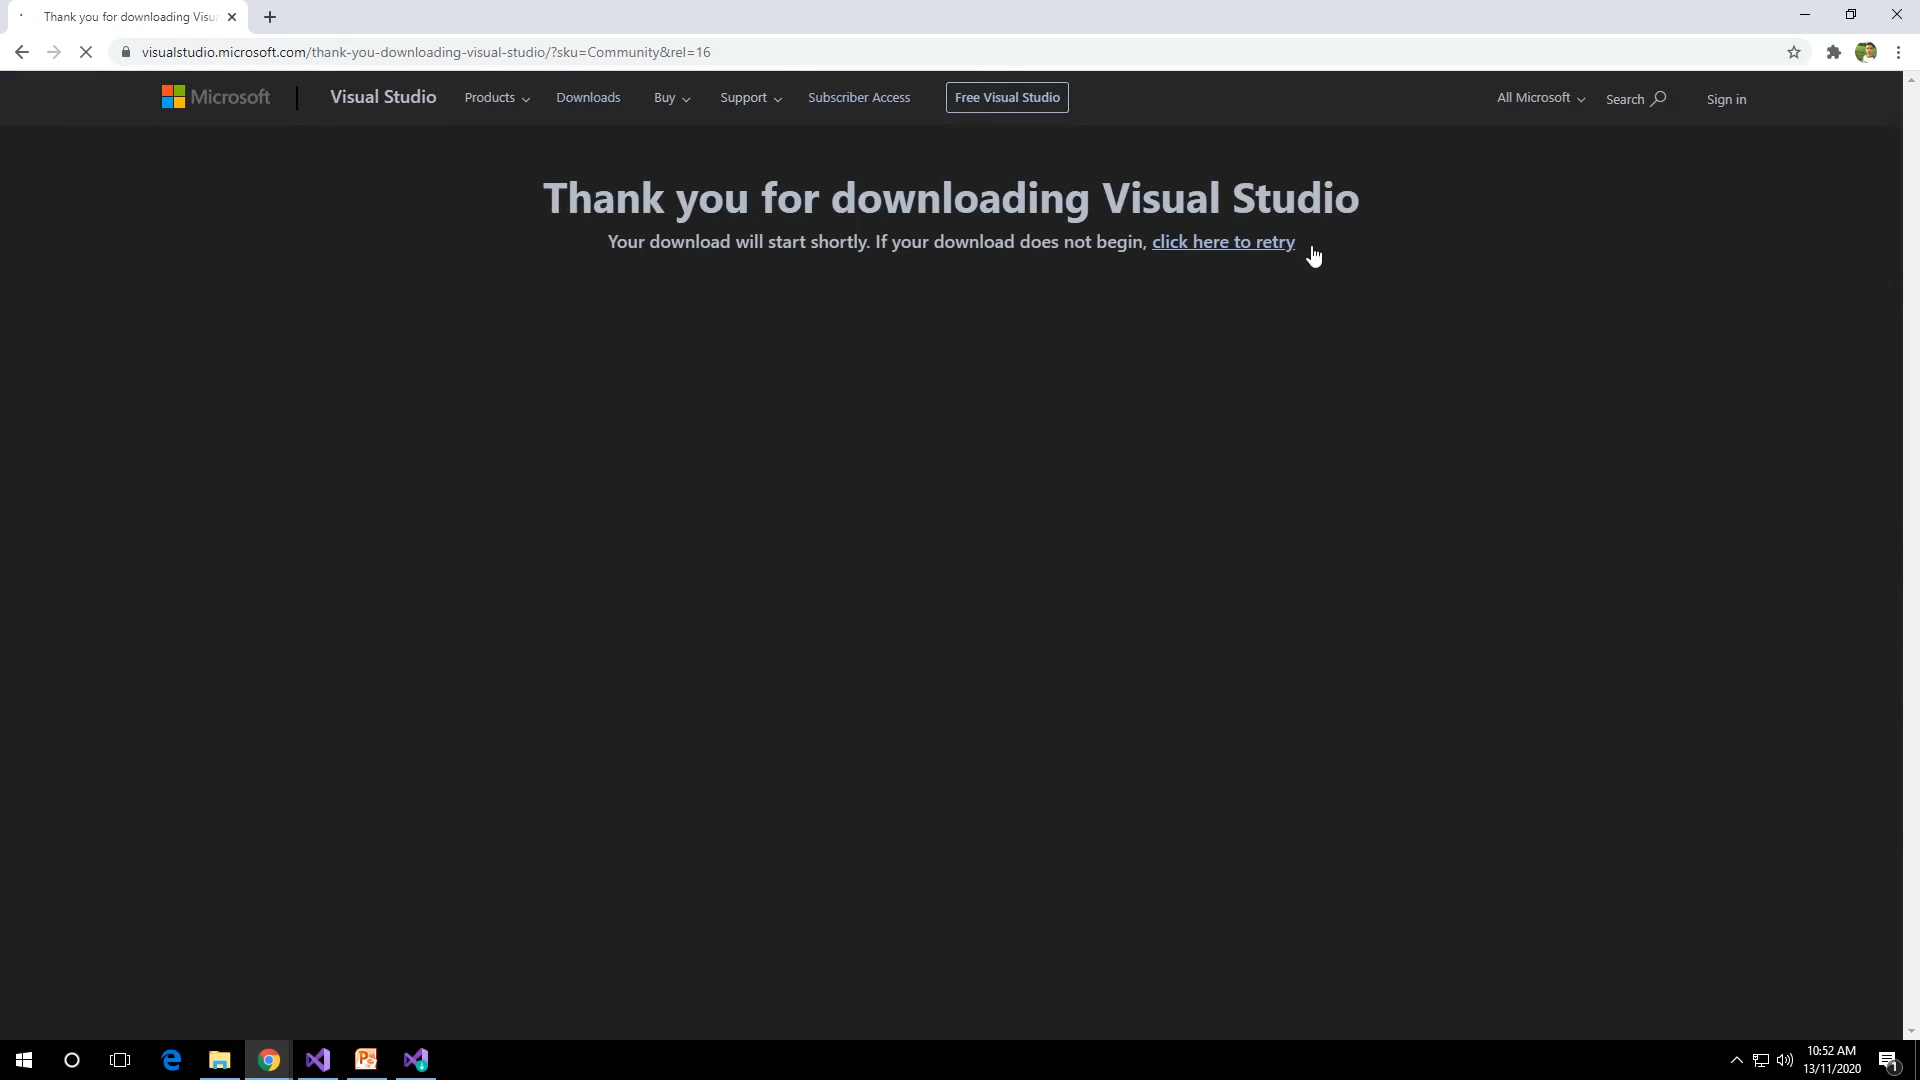 Thank you for downloading Visu
visualstudio.microsoft.com/thank-you-downloading-visual-studio/?sku=Community&rel=16
Microsoft Visual Studio Products Downloads Buy Support Subscriber Access Free Visual Studio All Microsoft Search Sign in
Thank you for downloading Visual Studio
Your download will start shortly. If your download does not begin, click here to retry
10:52 AM
13/11/2020
1